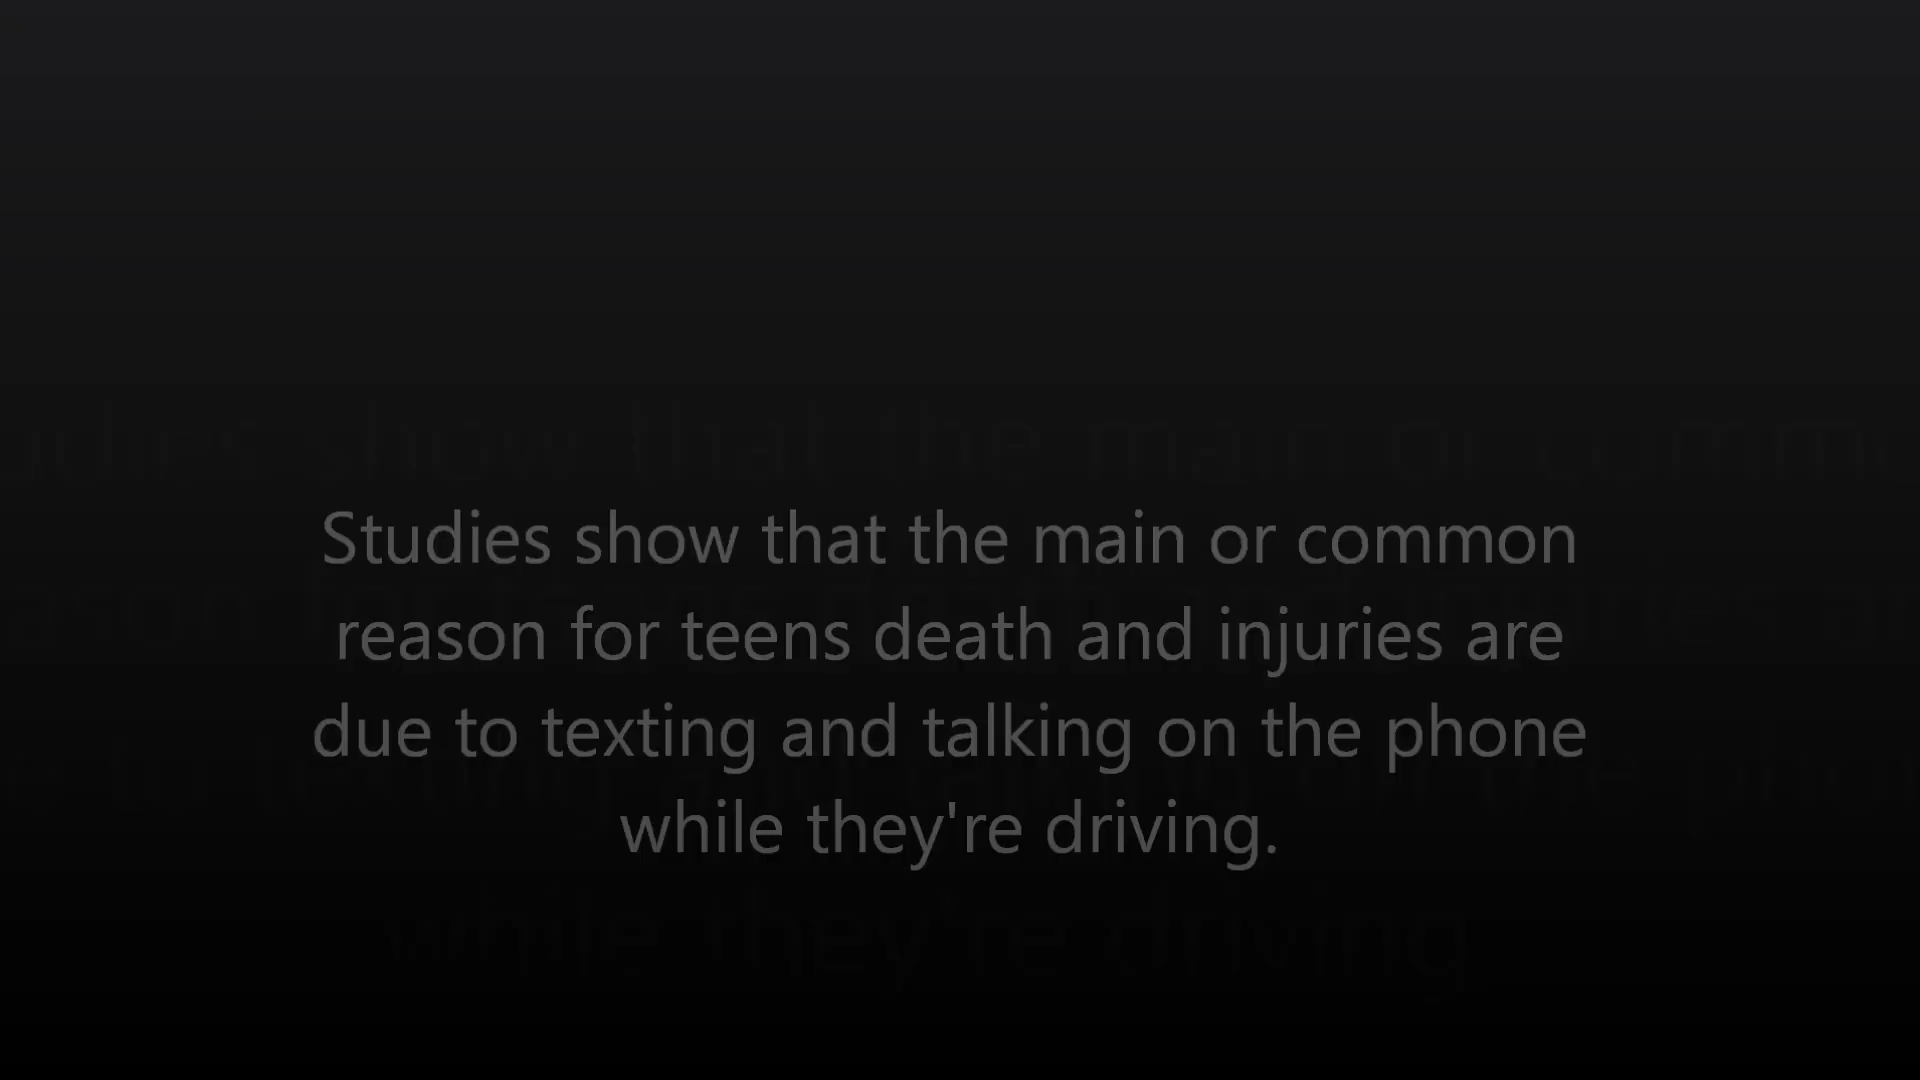 Studies show that the main or common
reason for teens death and injuries are
due to texting and talking on the phone
while they're driving.